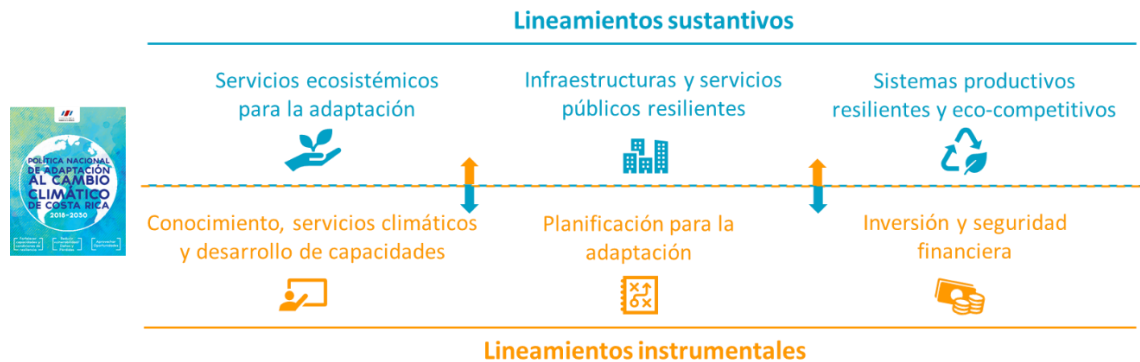 Lineamientos sustantivos
Servicios ecosistémicos
para la adaptación
Infraestructuras y servicios
públicos resilientes
Sistemas productivos
resilientes y eco-competitivos
POLÍTICA NACIONAL
DE ADAPTACIÓN
AL CAMBIO
CLIMÁTICO
DE COSTA RICA
2018-2030
Conocimiento, servicios climáticos
y desarrollo de capacidades
Planificación para la
adaptación
Inversión y seguridad
financiera
Lineamientos instrumentales